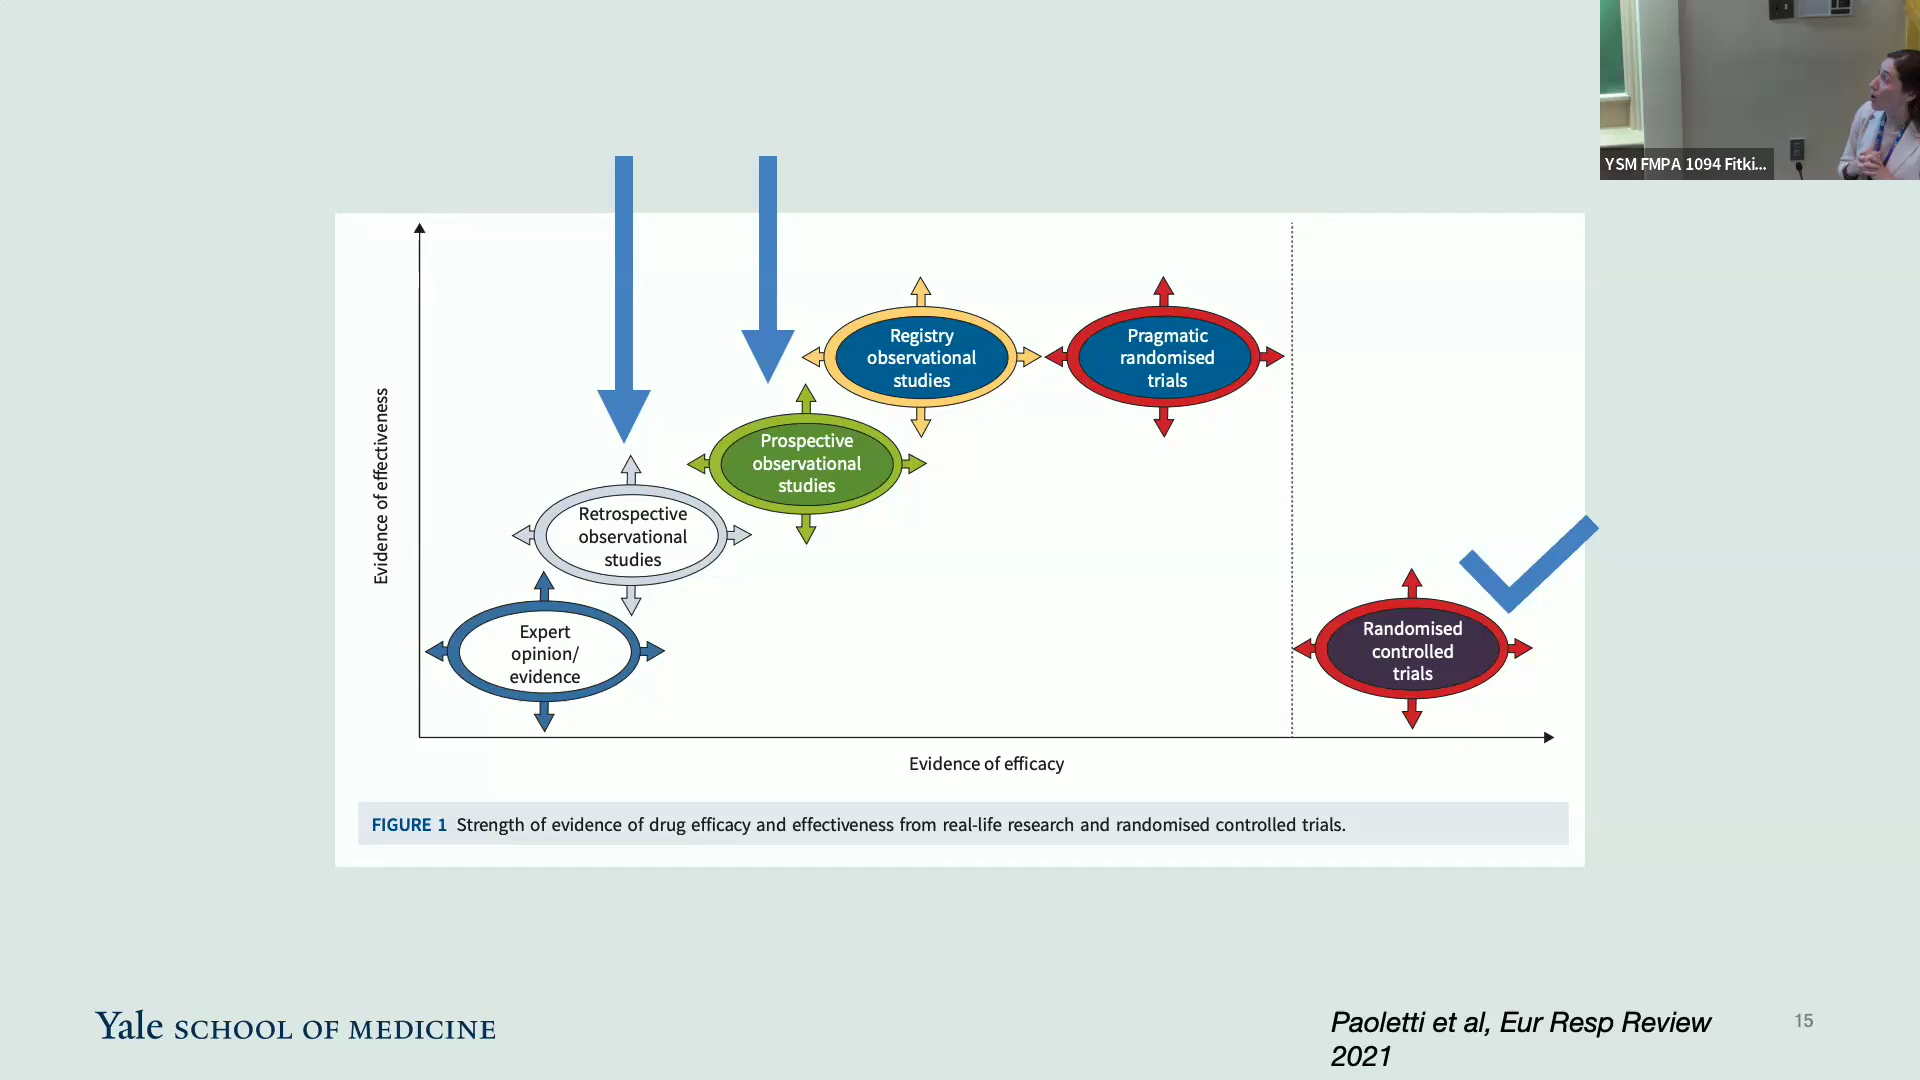 YSM FMPA 1094 Fitki...
Registry
observational
studies
Pragmatic
randomised
trials
Prospective
observational
studies
Retrospective
observational
studies
Expert
opinion/
evidence
Randomised
controlled
trials
Evidence of effectiveness
Evidence of efficacy
FIGURE 1 Strength of evidence of drug efficacy and effectiveness from real-life research and randomised controlled trials.
Yale SCHOOL OF MEDICINE
Paoletti et al, Eur Resp Review
2021
15